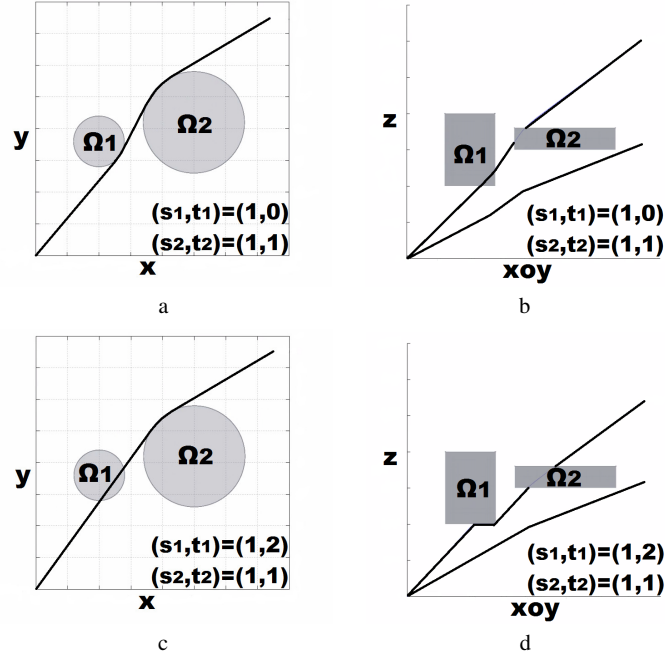 y
Ω1
Ω2
(s1,t1)=(1,0)
(s2,t2)=(1,1)
x
a
z
Ω1
Ω2
(s1,t1)=(1,0)
(s2,t2)=(1,1)
xoy
b
y
Ω1
Ω2
(s1,t1)=(1,2)
(s2,t2)=(1,1)
x
c
z
Ω1
Ω2
(s1,t1)=(1,2)
(s2,t2)=(1,1)
xoy
d